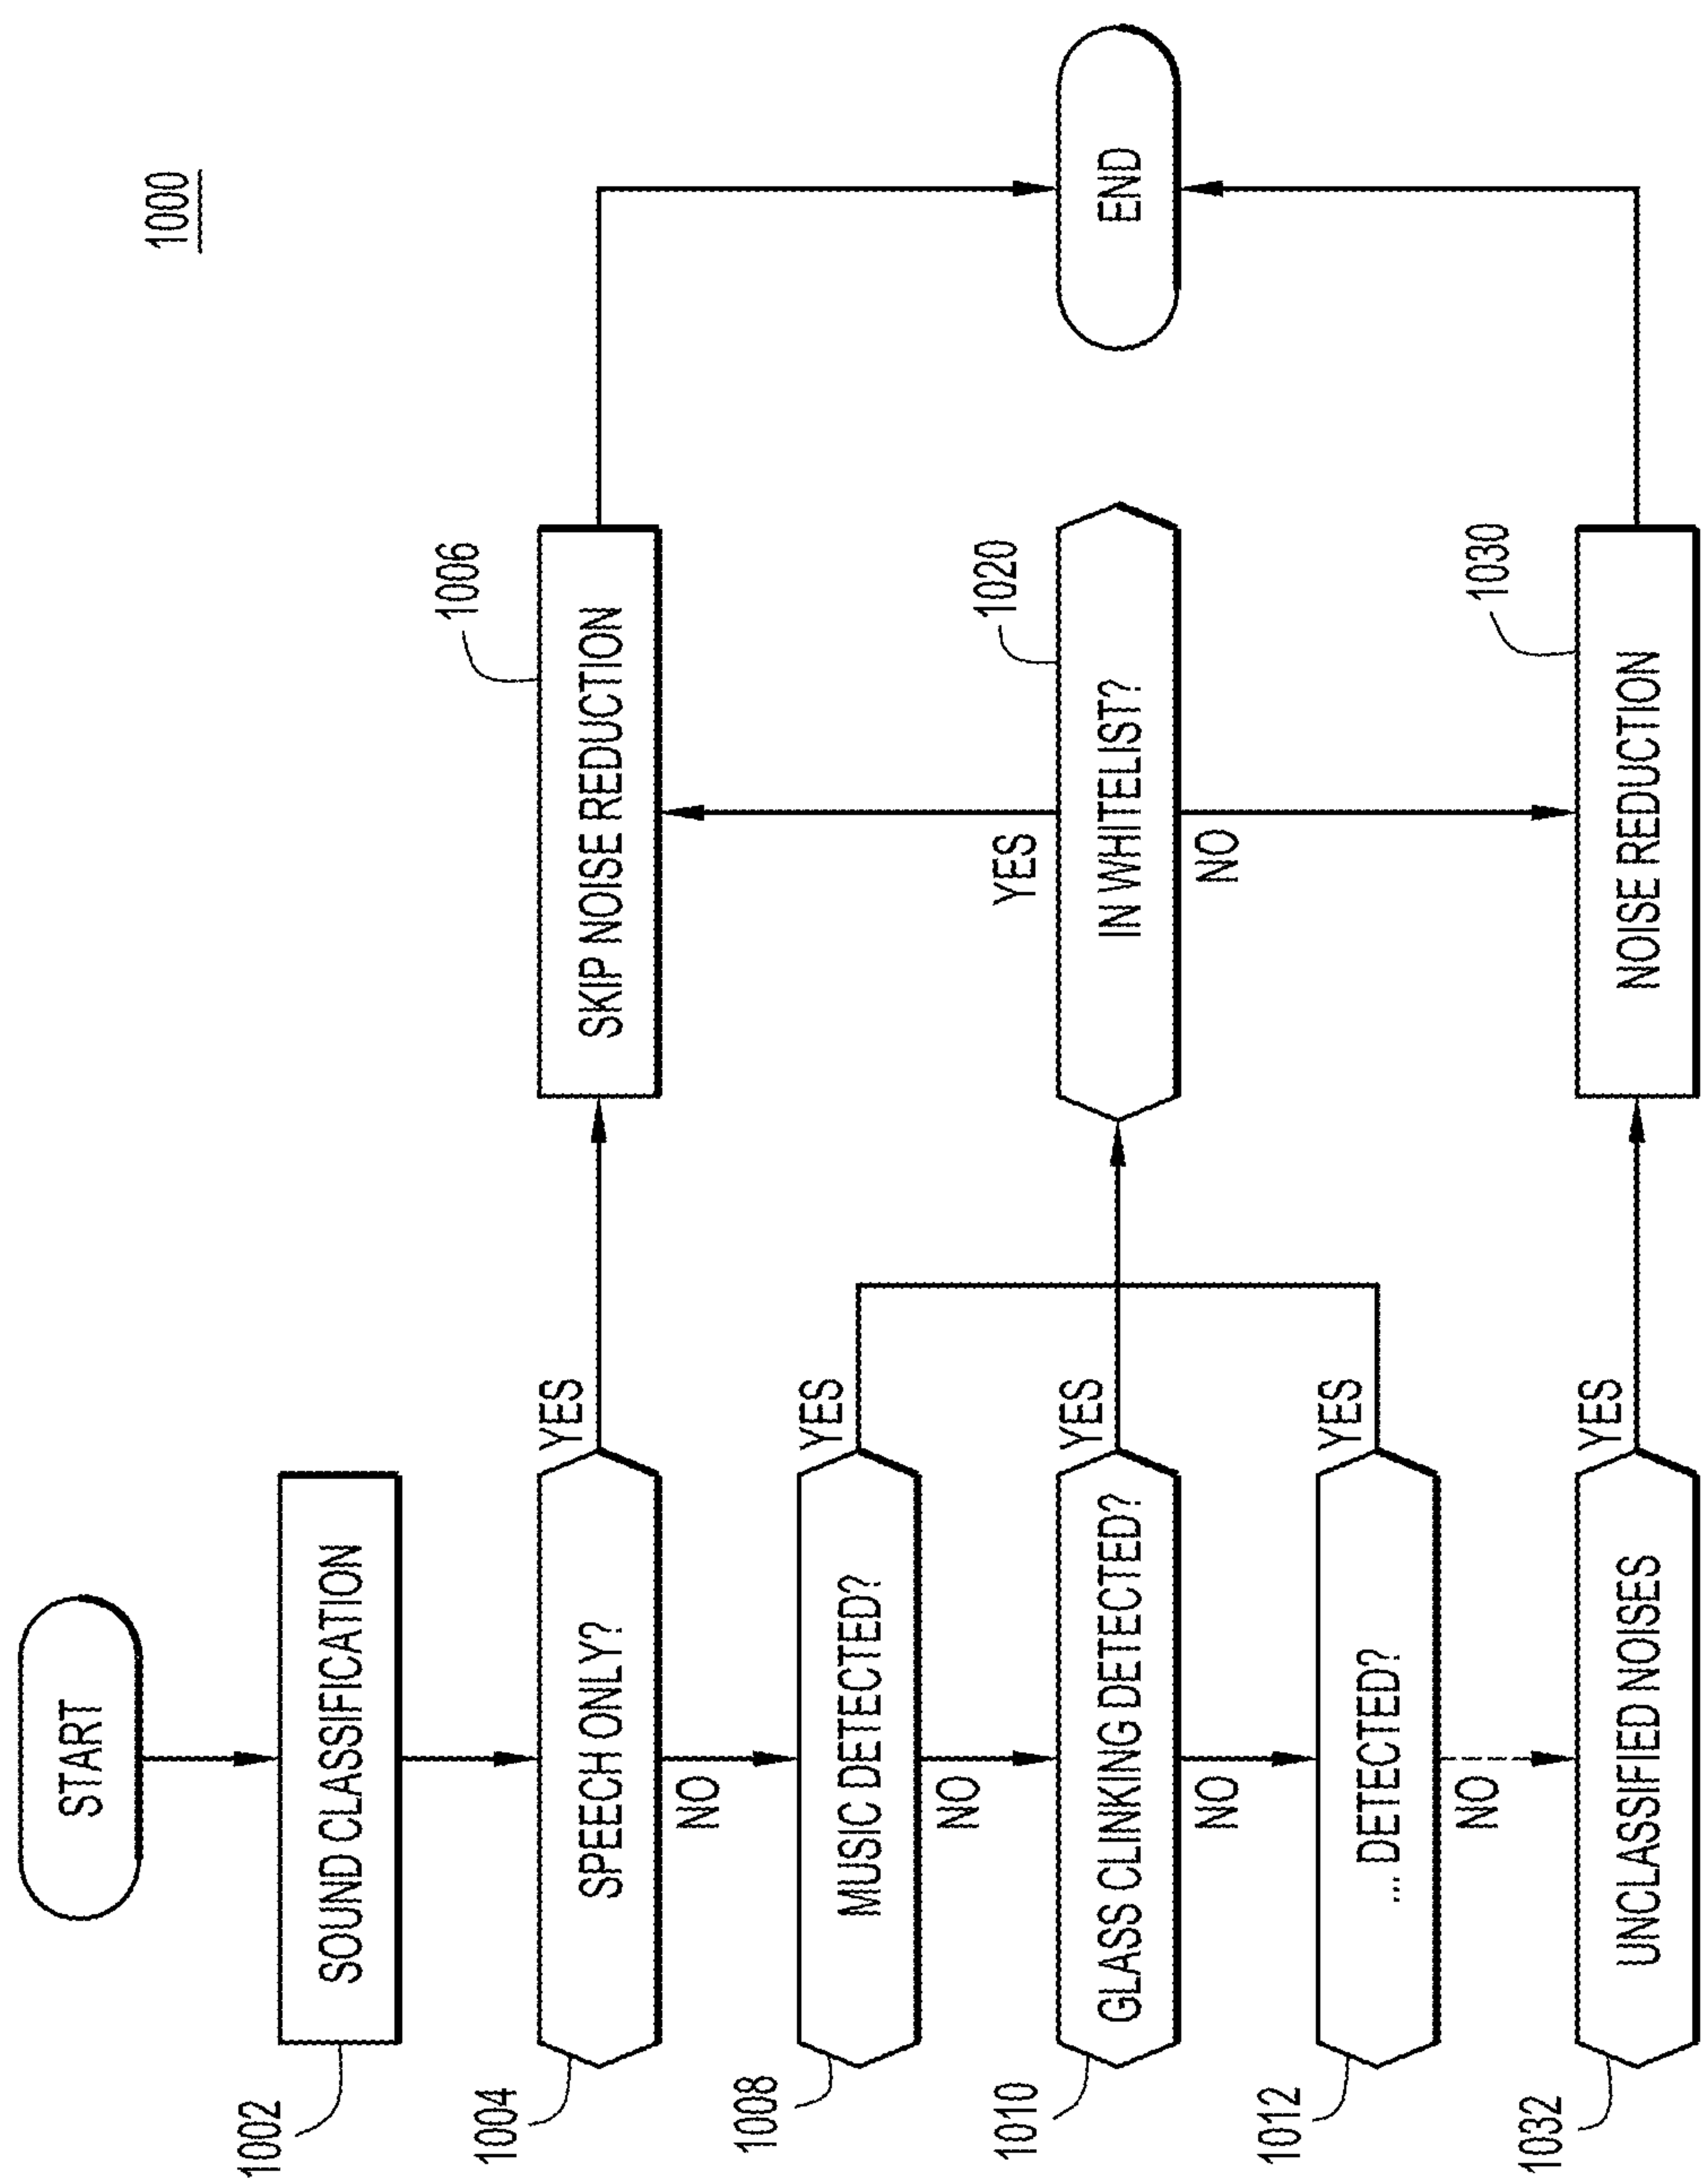 1000
START
1002
SOUND CLASSIFICATION
1004
SPEECH ONLY?
YES
NO
1006
SKIP NOISE REDUCTION
1008
MUSIC DETECTED?
YES
NO
1010
GLASS CLINKING DETECTED?
YES
NO
1020
IN WHITELIST?
YES
NO
END
1012
... DETECTED?
YES
NO
1032
UNCLASSIFIED NOISES
YES
1030
NOISE REDUCTION